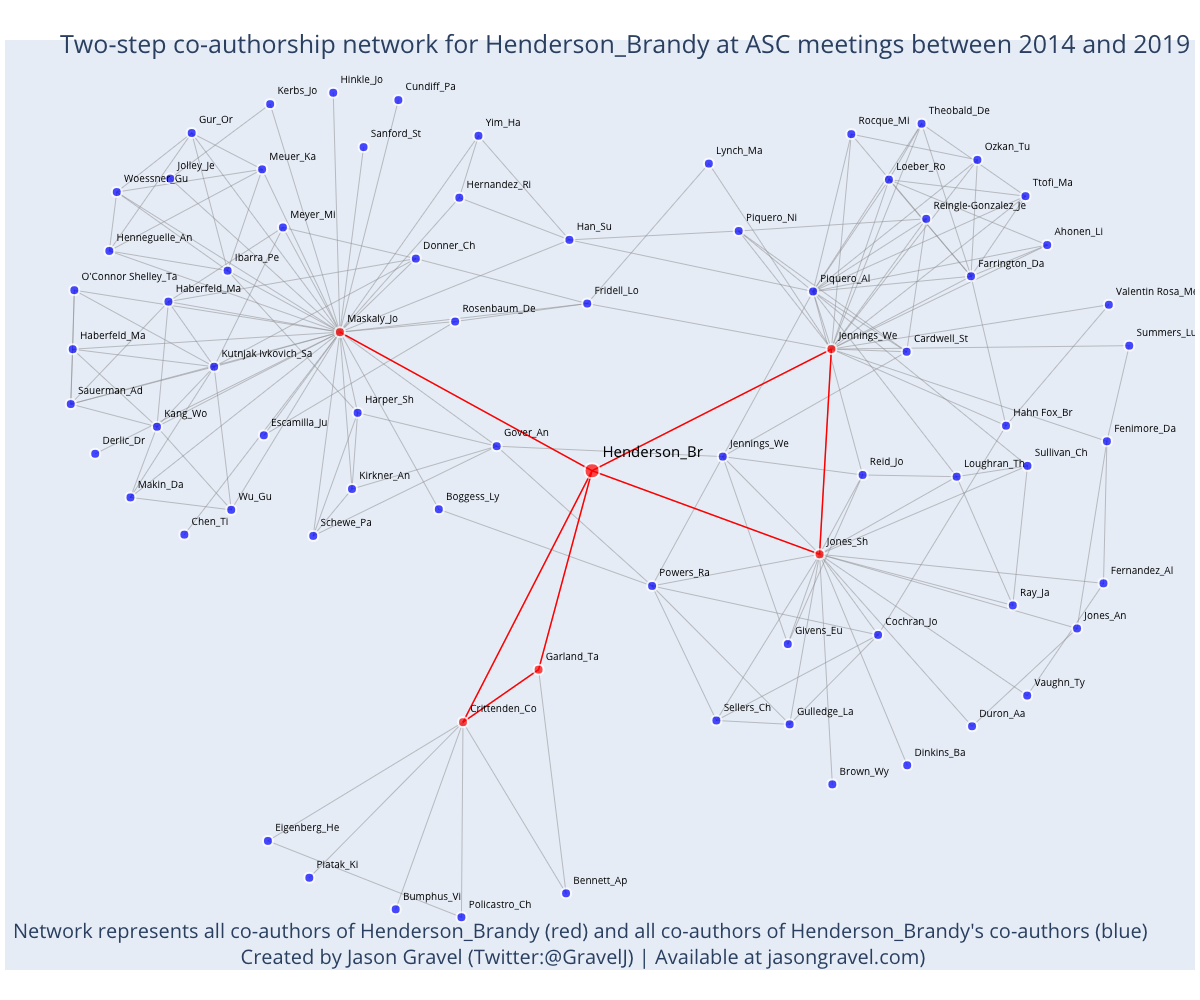 Two-step co-authorship network for Henderson_Brandy at ASC meetings between 2014 and 2019
Hinkle_Jo
Cundiff_Pa
Kerbs_Jo
Theobald_De
Gur_Or
Yim_Ha
Rocque_Mi
Sanford_St
Ozkan_Tu
Lynch_Ma
Meuer_Ka
Jolley_Je
Loeber_Ro
Woessner_Gu
Ttofi_Ma
Hernandez_Ri
Reingle-Gonzalez_Je
Meyer_Mi
Piquero_Ni
Han_Su
Ahonen_Li
Henneguelle_An
Donner_Ch
Ibarra_Pe
Farrington_Da
O'Connor Shelley_Ta
Piquero_Al
Haberfeld_Ma
Fridell_Lo
Valentin Rosa_Me
Rosenbaum_De
Maskaly_Jo
Haberfeld_Ma
Jennings_We
Cardwell_St
Summers_Lu
Kutnjak Ivkovich_Sa
Sauerman_Ad
Harper_Sh
Kang_Wo
Hahn Fox_Br
Escamilla_Ju
Fenimore_Da
Derlic_Dr
Gover_An
Jennings_We
Henderson_Br
Sullivan_Ch
Reid_Jo
Loughran_Th
Kirkner_An
Makin_Da
Wu_Gu
Boggess_Ly
Chen_Ti
Schewe_Pa
Jones_Sh
Powers_Ra
Fernandez_Al
Ray_Ja
Jones_An
Cochran_Jo
Givens_Eu
Garland_Ta
Vaughn_Ty
Crittenden_Co
Sellers_Ch
Gulledge_La
Duron_Aa
Dinkins_Ba
Brown_Wy
Eigenberg_He
Piatak_Ki
Bennett_Ap
Bumphus_Vi
Policastro_Ch
Network represents all co-authors of Henderson_Brandy (red) and all co-authors of Henderson_Brandy's co-authors (blue)
Created by Jason Gravel (Twitter:@GravelJ) | Available at jasongravel.com)